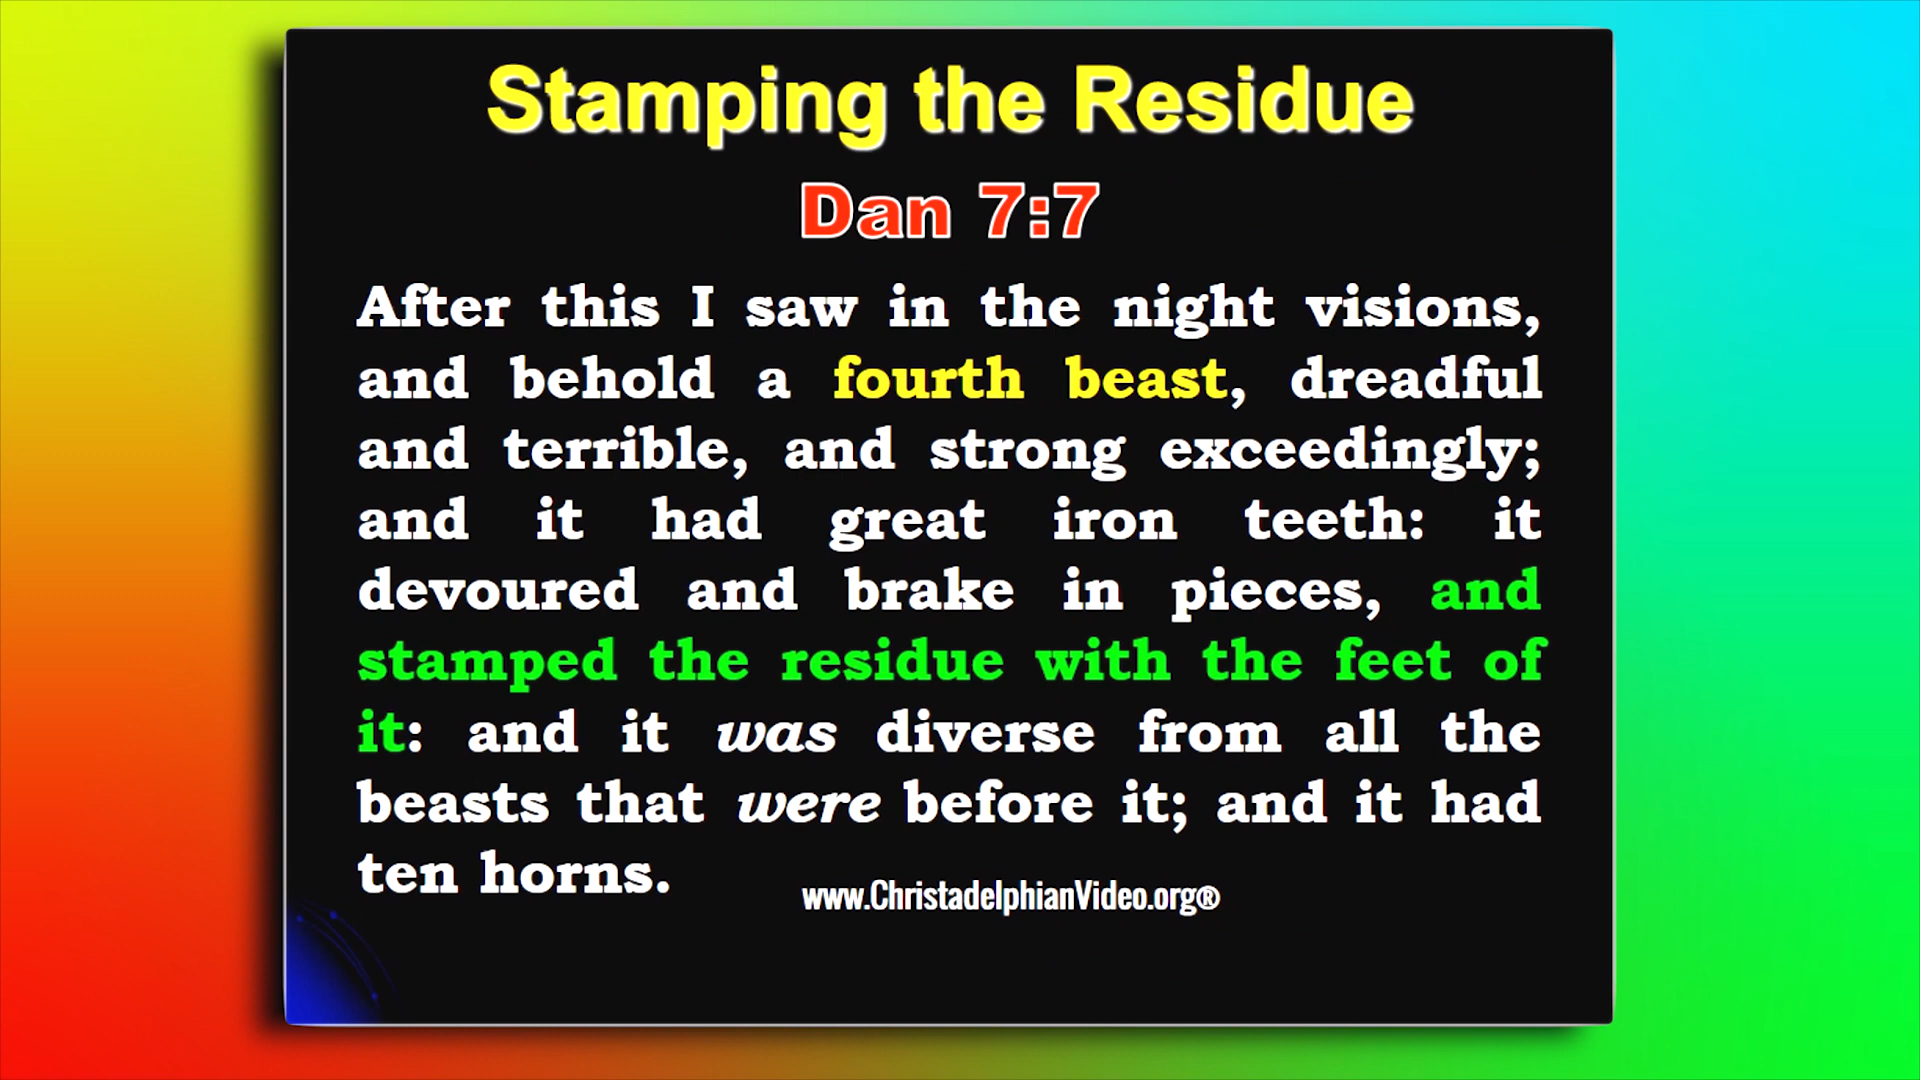 Stamping the Residue
Dan 7:7
After this I saw in the night visions,
and behold a fourth beast, dreadful
and terrible, and strong exceedingly;
and it had great iron teeth: it
devoured and brake in pieces, and
stamped the residue with the feet of
it: and it was diverse from all the
beasts that were before it; and it had
ten horns.
www.ChristadelphianVideo.org®